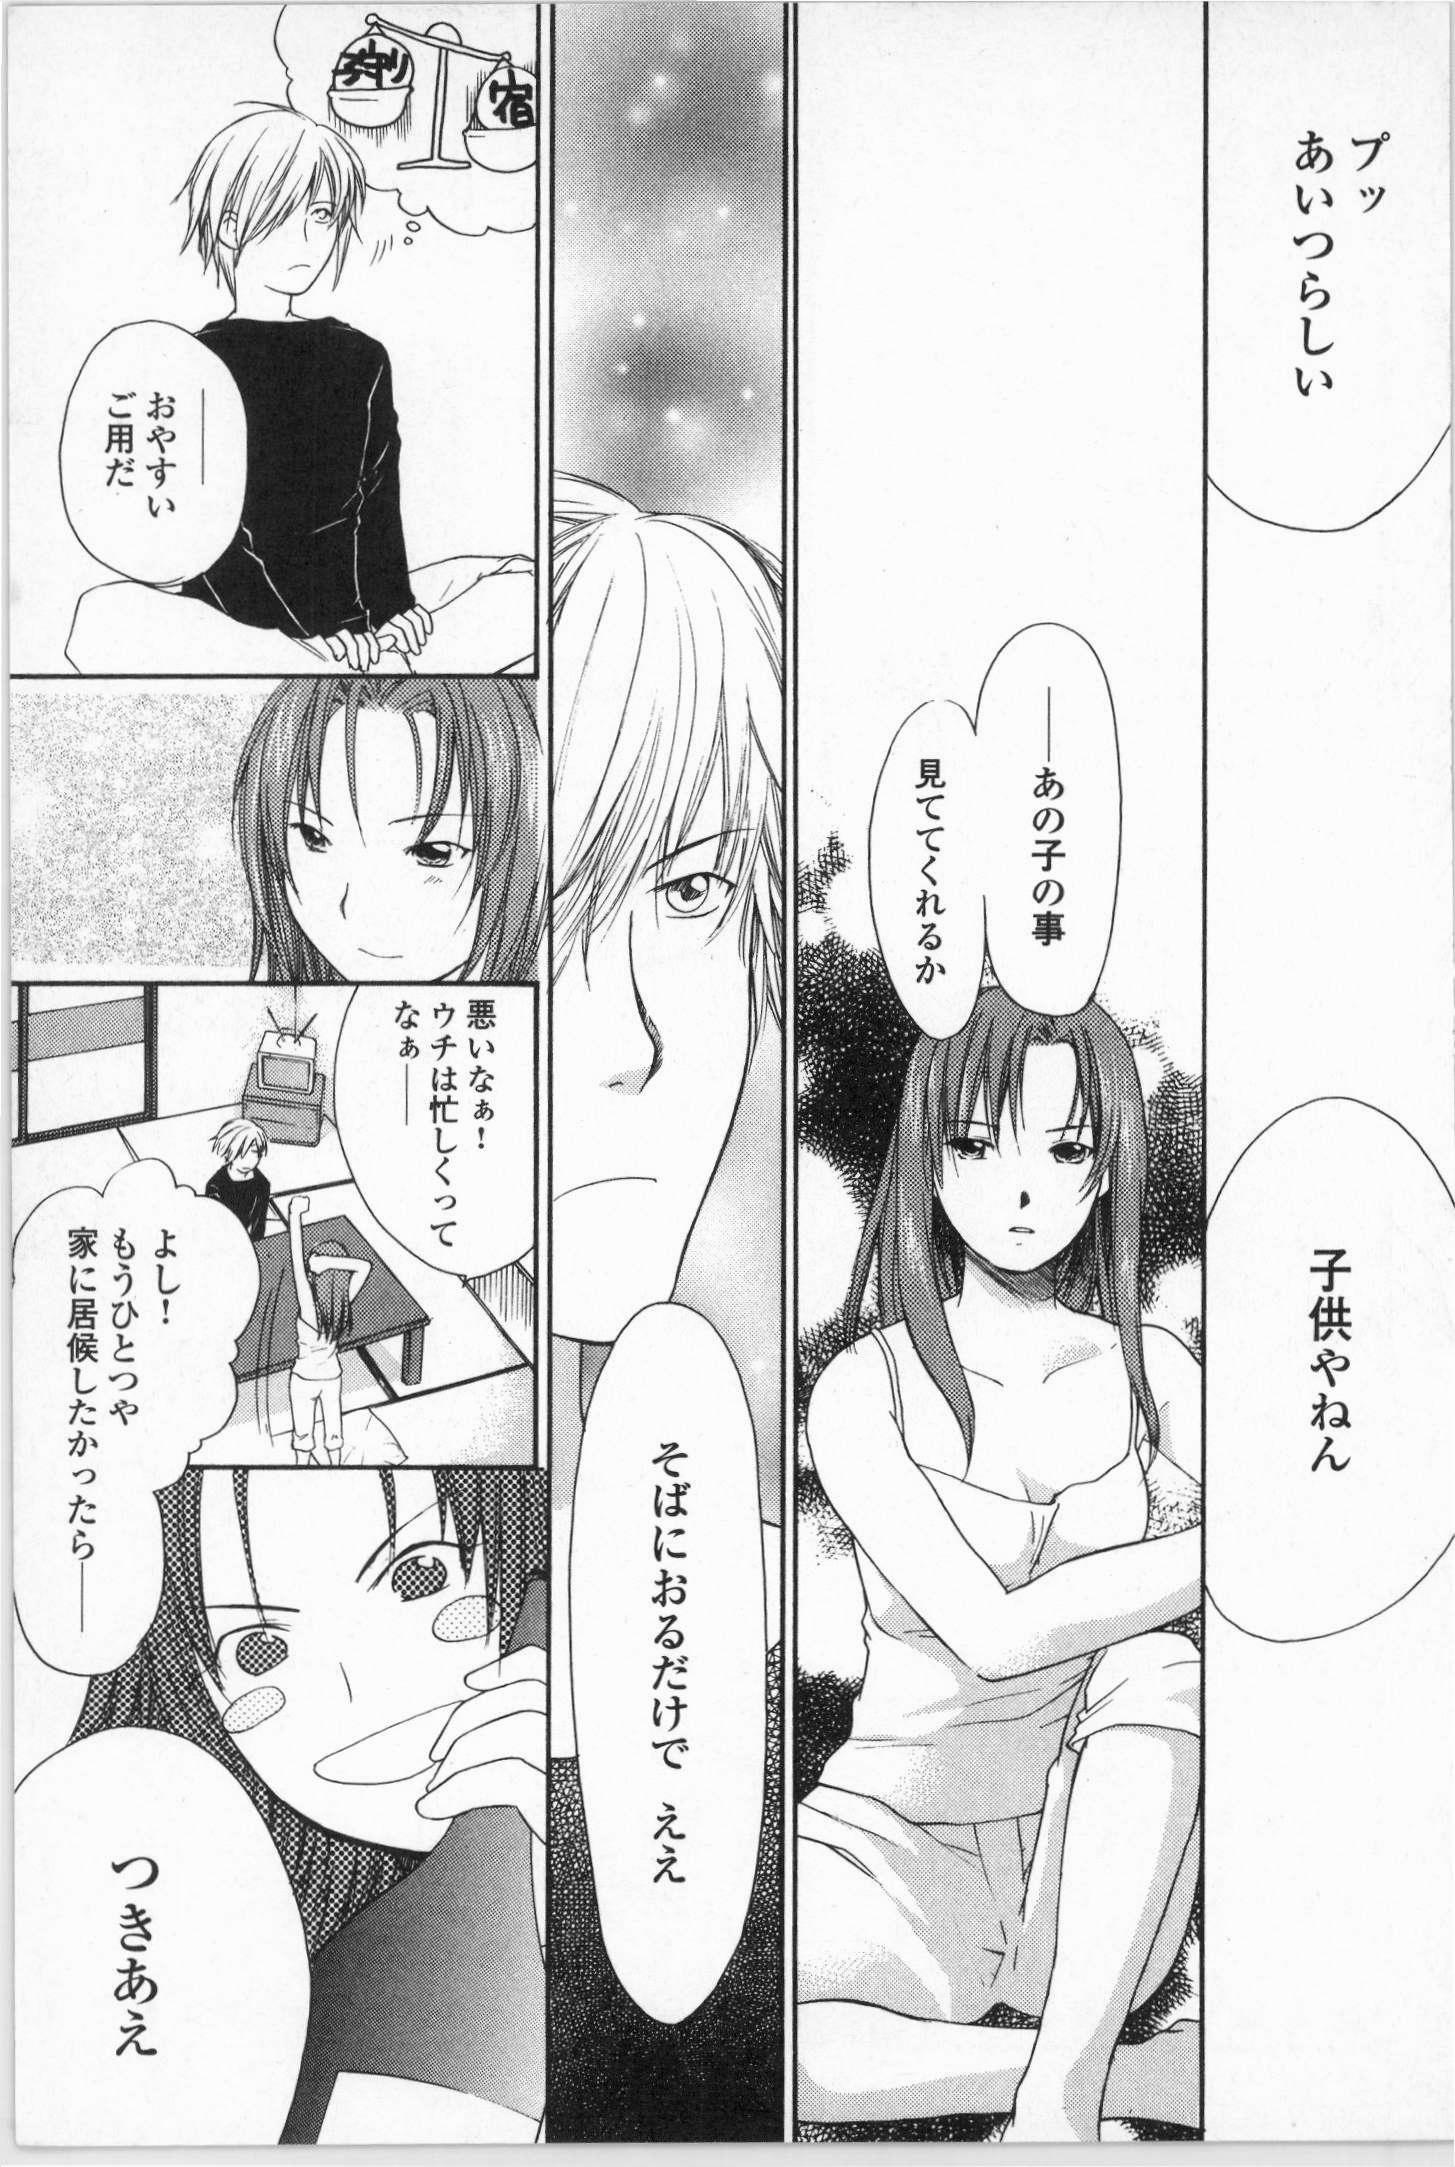 プッ
あいつらしい
子供やねん
――あの子の事
見ててくれるか
そばにおるだけで ええ
子守り
宿
――
おやすい
ご用だ
悪いなぁ!
ウチは忙しくって
なぁ――
よし!
もうひとつや
家に居候したかったら――
つきあえ